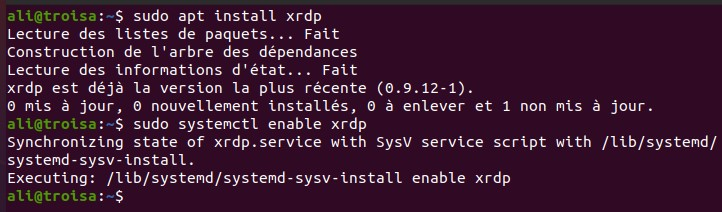 ali@troisa:~$ sudo apt install xrdp
Lecture des listes de paquets... Fait
Construction de l'arbre des dépendances
Lecture des informations d'état... Fait
xrdp est déjà la version la plus récente (0.9.12-1).
0 mis à jour, 0 nouvellement installés, 0 à enlever et 1 non mis à jour.
ali@troisa:~$ sudo systemctl enable xrdp
Synchronizing state of xrdp.service with SysV service script with /lib/systemd/
systemd-sysv-install.
Executing: /lib/systemd/systemd-sysv-install enable xrdp
ali@troisa:~$